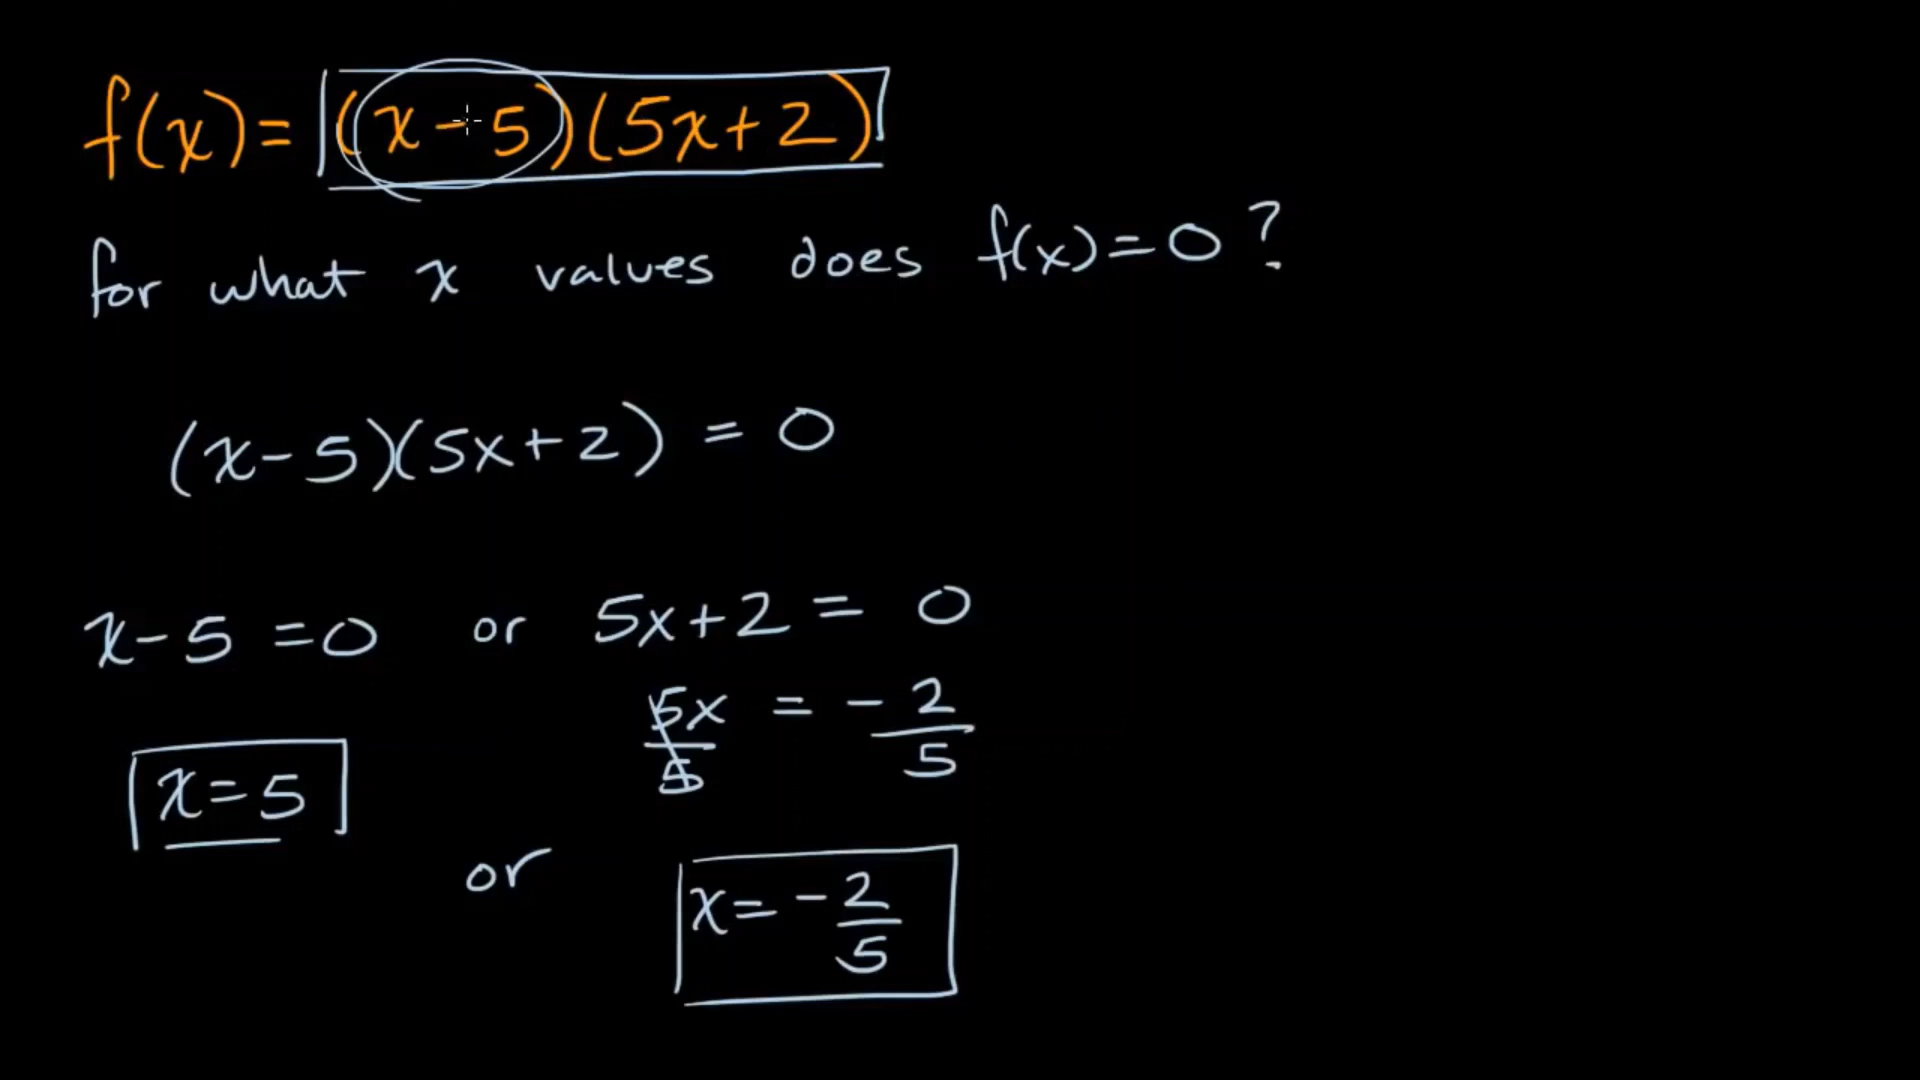 f(x) = (x-5)(5x+2)
for what x values does f(x)=0?
(x-5)(5x+2) = 0
x-5 =0 or 5x+2 = 0
5x/5 = -2/5
x=5
or
x= -2/5